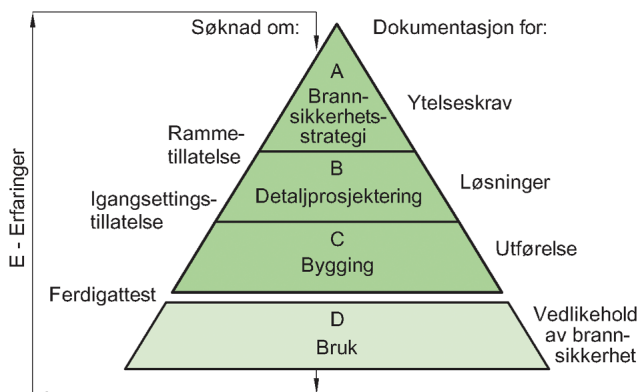 Søknad om:
Dokumentasjon for:
A
Brann-
sikkerhets-
strategi
Ytelseskrav
Ramme-
tillatelse
B
Detaljprosjektering
Løsninger
Igangsettings-
tillatelse
C
Bygging
Utførelse
Ferdigattest
D
Bruk
Vedlikehold
av brann-
sikkerhet
E - Erfaringer